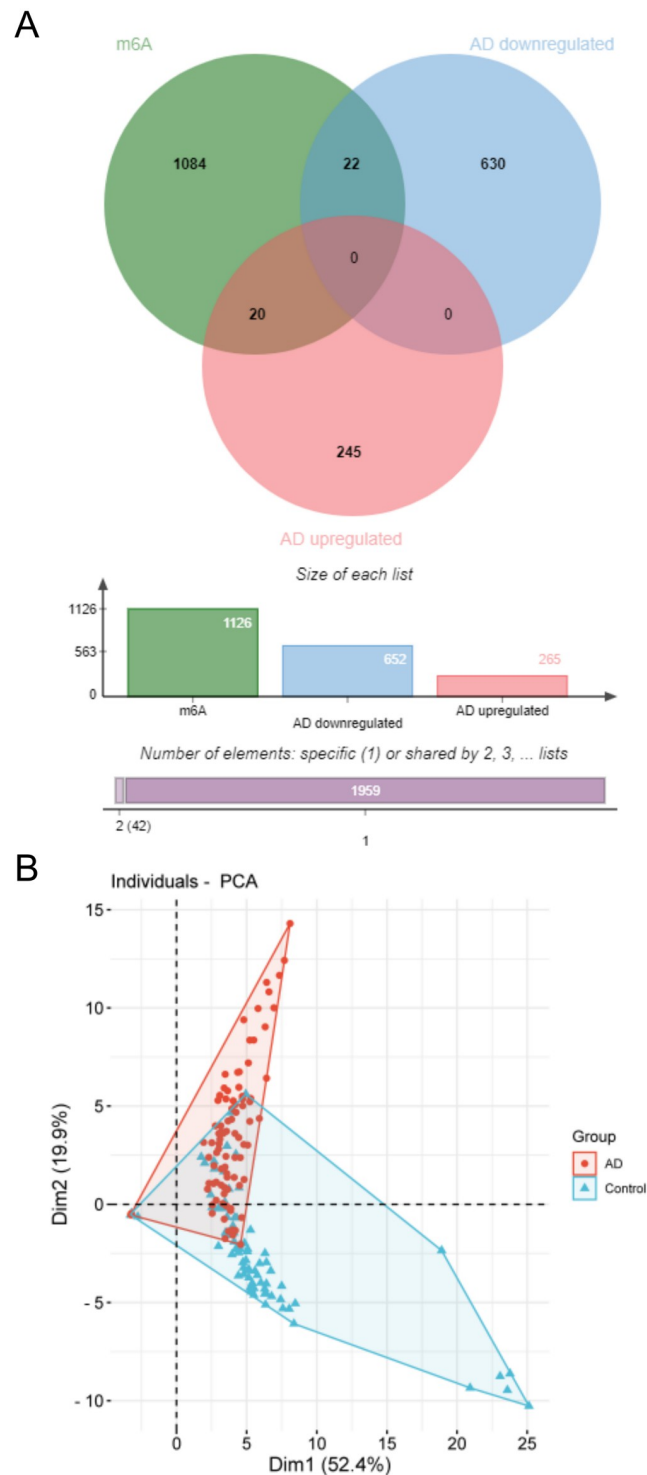 A
m6A
AD downregulated
1084
22
630
0
20
0
245
AD upregulated
Size of each list
1126
563
0
1126
652
265
m6A
AD downregulated
AD upregulated
Number of elements: specific (1) or shared by 2, 3, ... lists
1959
2 (42)
1
B
Individuals - PCA
15
10
5
0
- 5
- 10
Dim2 (19.9%)
0
5
10
15
20
25
Dim1 (52.4%)
Group
AD
Control